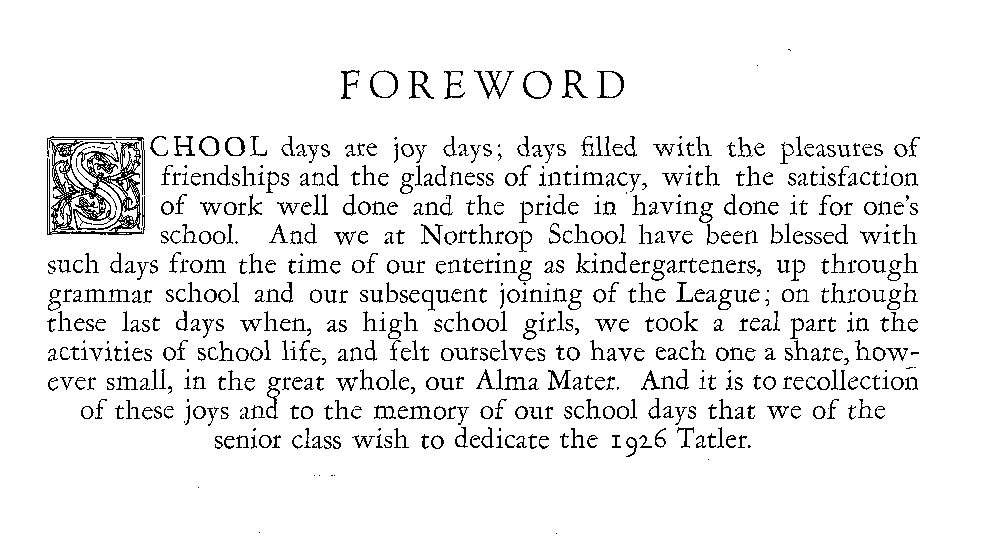 FOREWORD
SCHOOL days are joy days; days filled with the pleasures of
friendships and the gladness of intimacy, with the satisfaction
of work well done and the pride in having done it for one's
school. And we at Northrop School have been blessed with
such days from the time of our entering as kindergarteners, up through
grammar school and our subsequent joining of the League; on through
these last days when, as high school girls, we took a real part in the
activities of school life, and felt ourselves to have each one a share, how-
ever small, in the great whole, our Alma Mater. And it is to recollection
of these joys and to the memory of our school days that we of the
senior class wish to dedicate the 1926 Tatler.